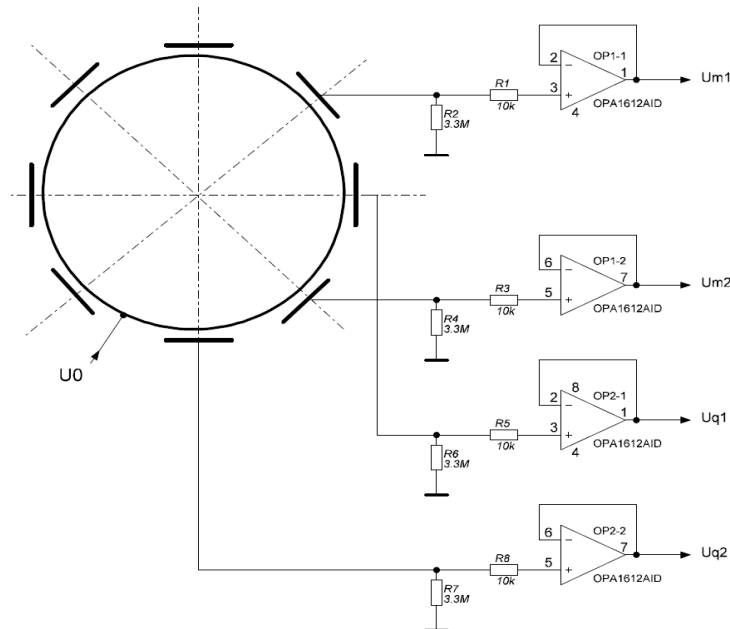 OP1-1
2
R1
1
Um1
3
10k
OPA1612AID
4
R2
3.3M
OP1-2
6
R3
7
Um2
5
10k
OPA1612AID
R4
3.3M
U0
8
OP2-1
2
R5
1
Uq1
3
10k
OPA1612AID
4
R6
3.3M
OP2-2
6
R8
7
Uq2
5
10k
OPA1612AID
R7
3.3M